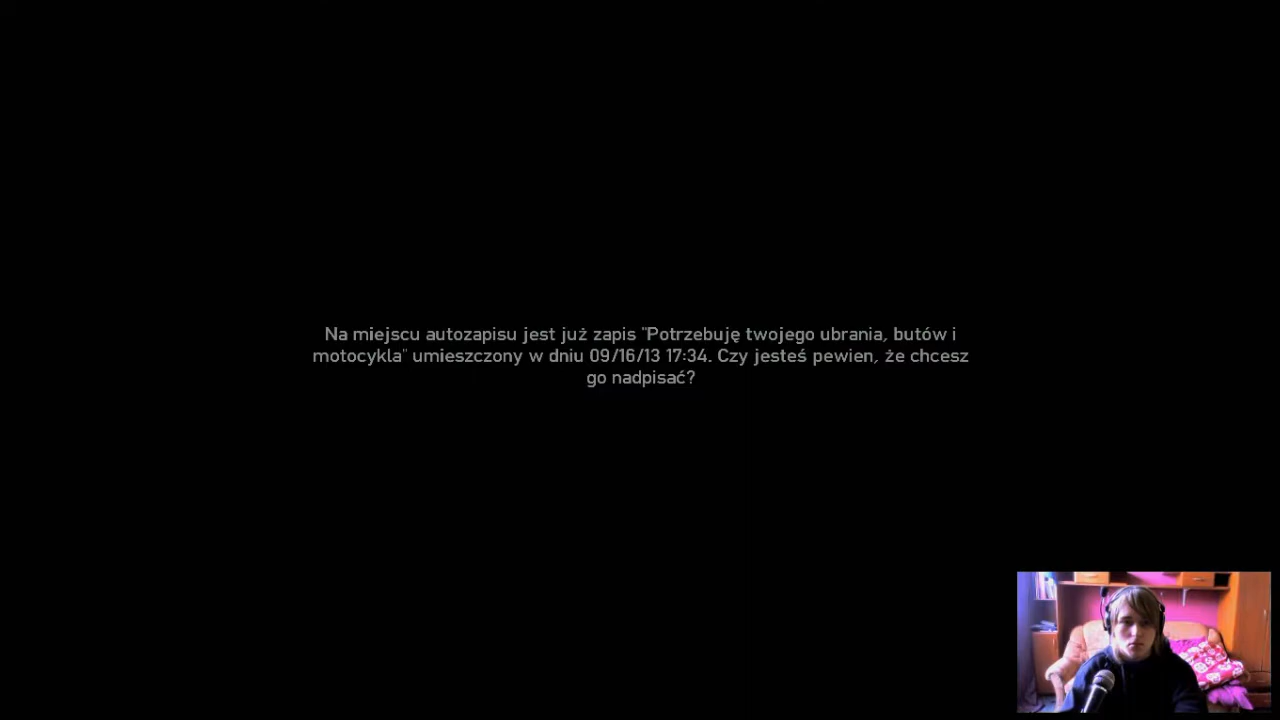 Na miejscu autozapisu jest już zapis "Potrzebuję twojego ubrania, butów i
motocykla" umieszczony w dniu 09/16/13 17:34. Czy jesteś pewien, że chcesz
go nadpisać?